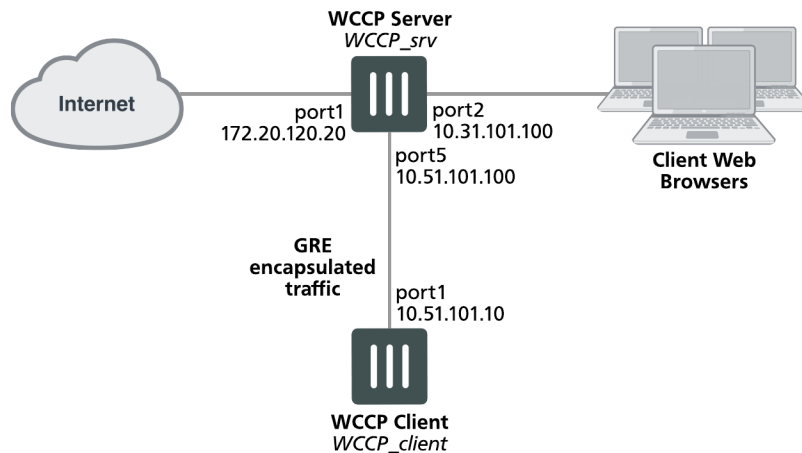 WCCP Server
WCCP_srv
Internet
port1
172.20.120.20
port2
10.31.101.100
port5
10.51.101.100
Client Web
Browsers
GRE
encapsulated
traffic
port1
10.51.101.10
WCCP Client
WCCP_client